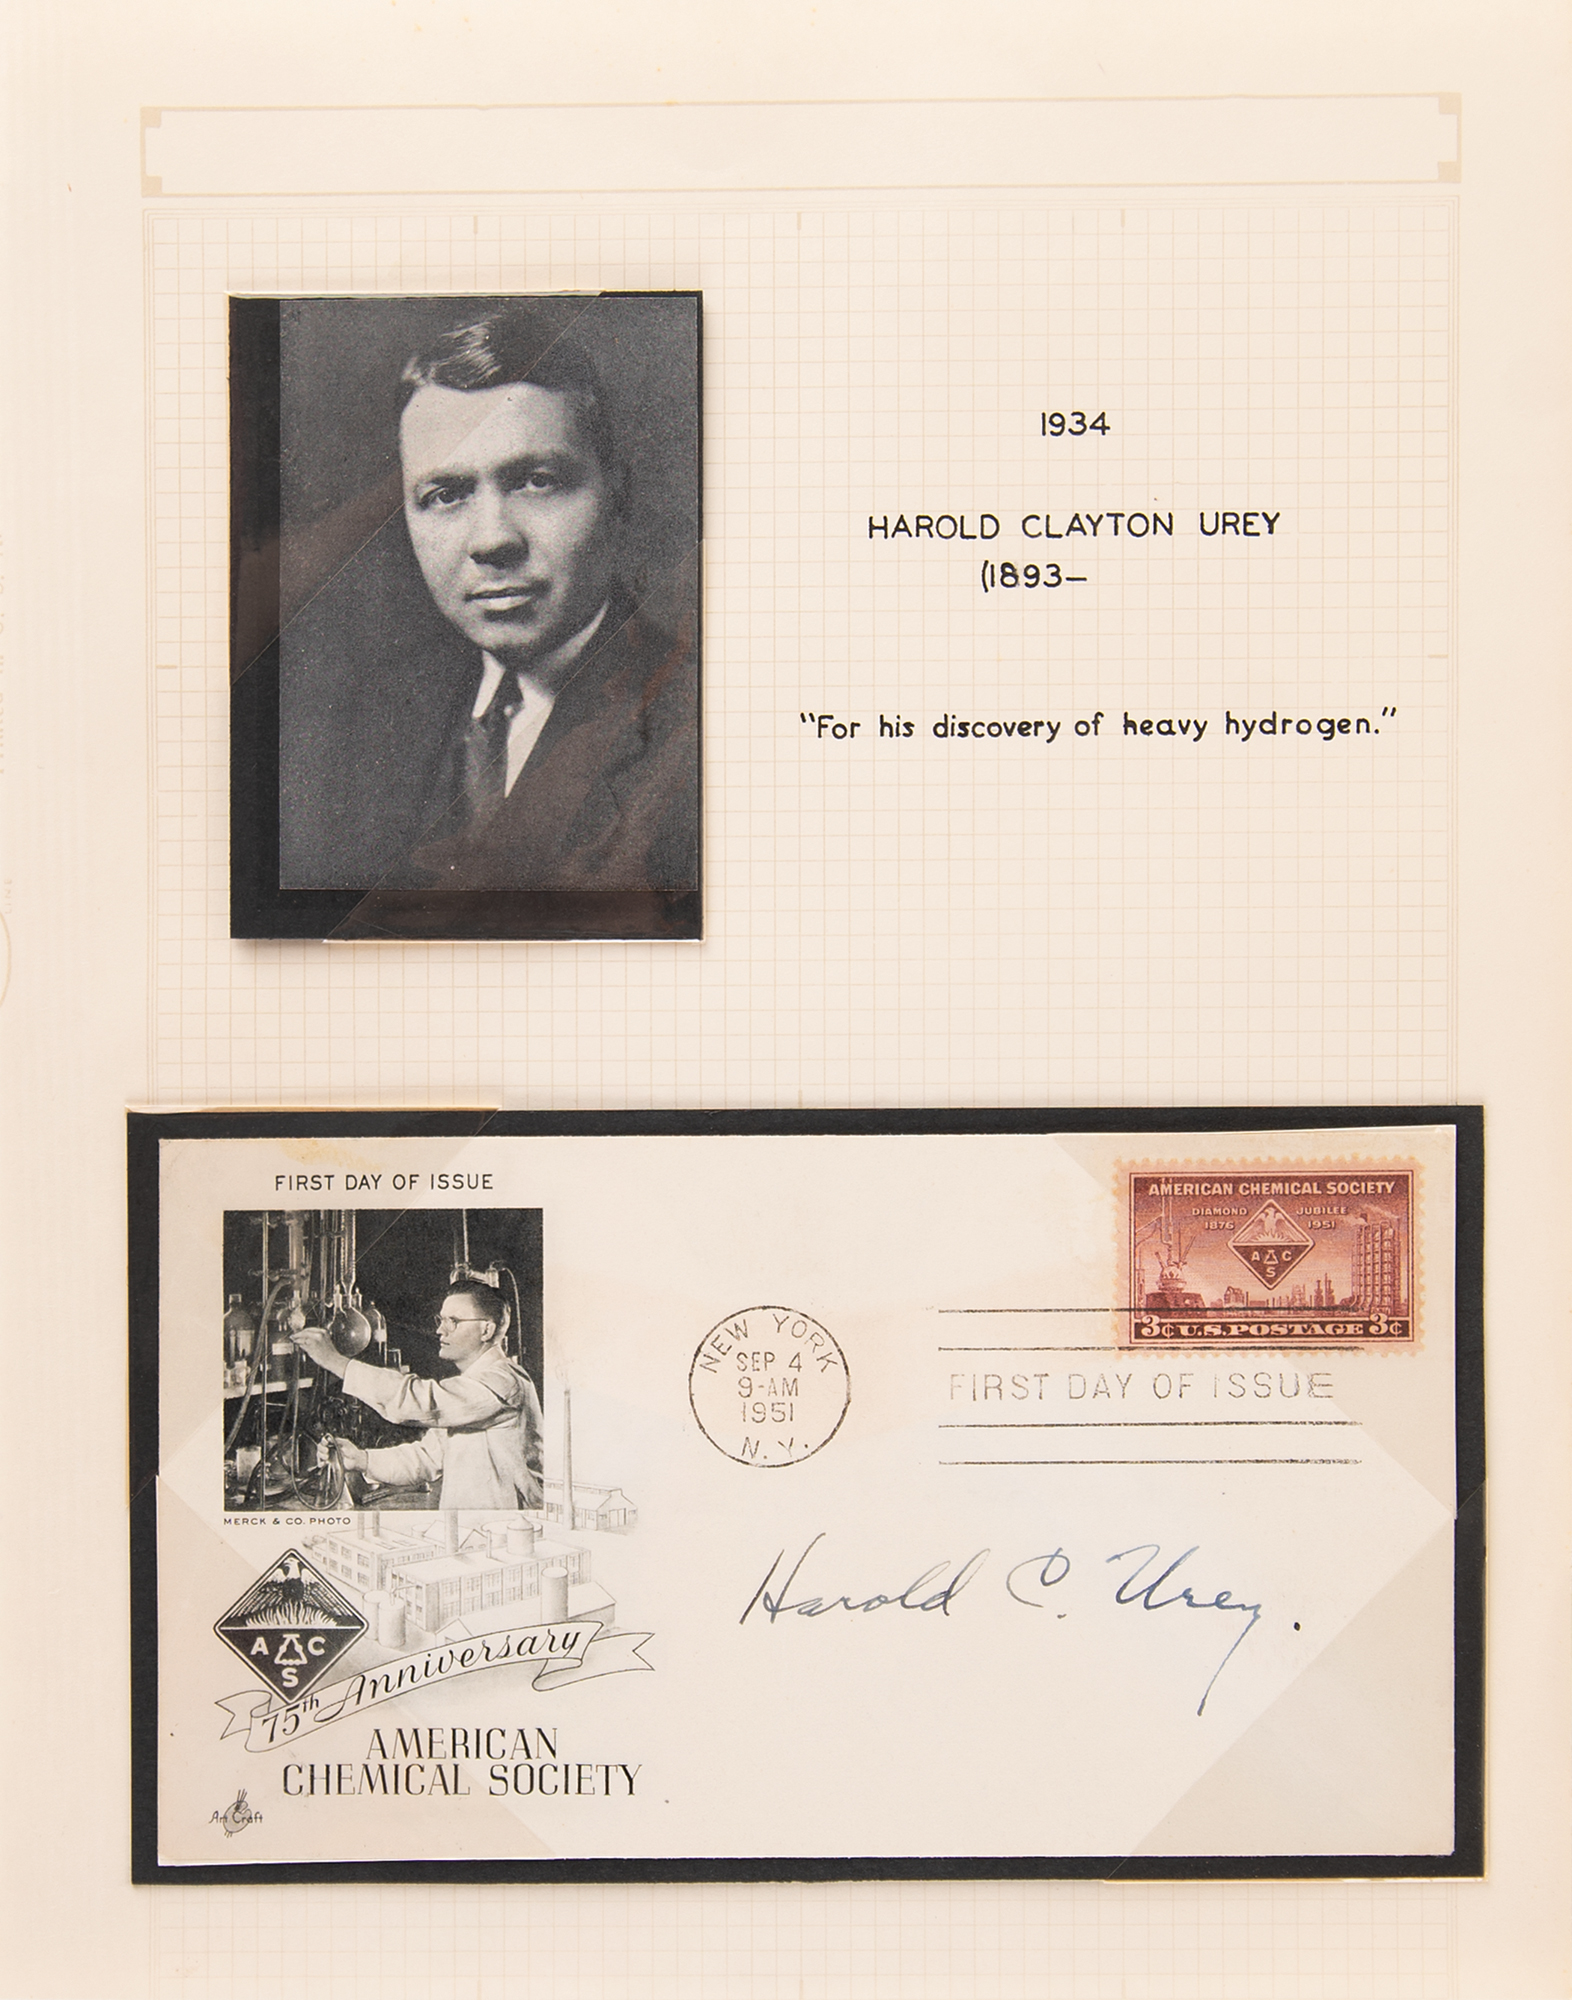 1934
HAROLD CLAYTON UREY
(1893–
"For his discovery of heavy hydrogen."
FIRST DAY OF ISSUE
MERCK & CO. PHOTO
A C
S
75th Anniversary
AMERICAN
CHEMICAL SOCIETY
Art Craft
NEW YORK
SEP 4
9-AM
1951
N.Y.
AMERICAN CHEMICAL SOCIETY
DIAMOND JUBILEE
1876 1951
A C
S
3¢ U.S. POSTAGE 3¢
FIRST DAY OF ISSUE
Harold C. Urey.